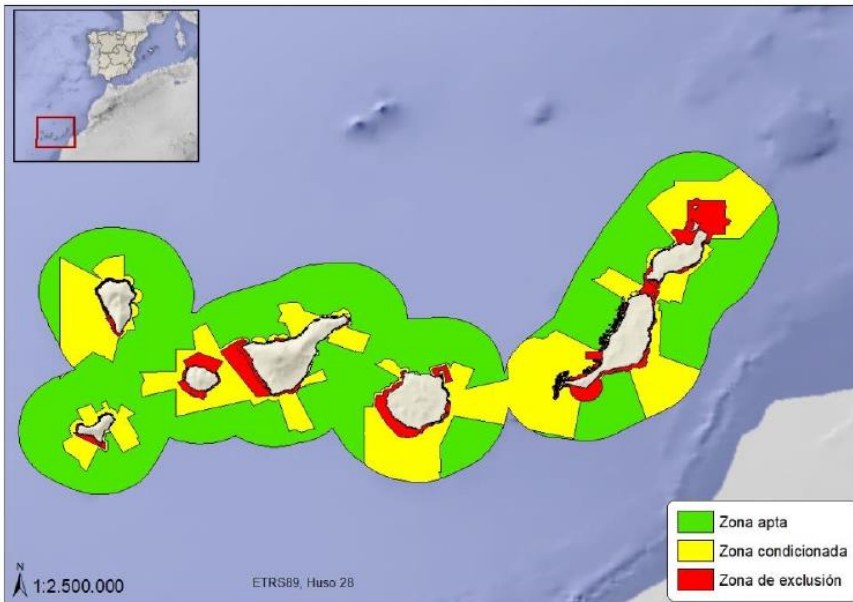 Zona apta
Zona condicionada
Zona de exclusión
N
1:2.500.000
ETRS89, Huso 28